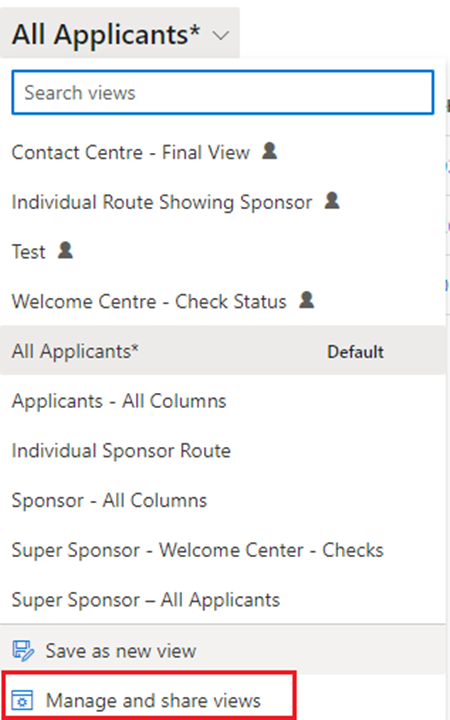 All Applicants*
Search views
Contact Centre - Final View
Individual Route Showing Sponsor
Test
Welcome Centre - Check Status
All Applicants* Default
Applicants - All Columns
Individual Sponsor Route
Sponsor - All Columns
Super Sponsor - Welcome Center - Checks
Super Sponsor – All Applicants
Save as new view
Manage and share views